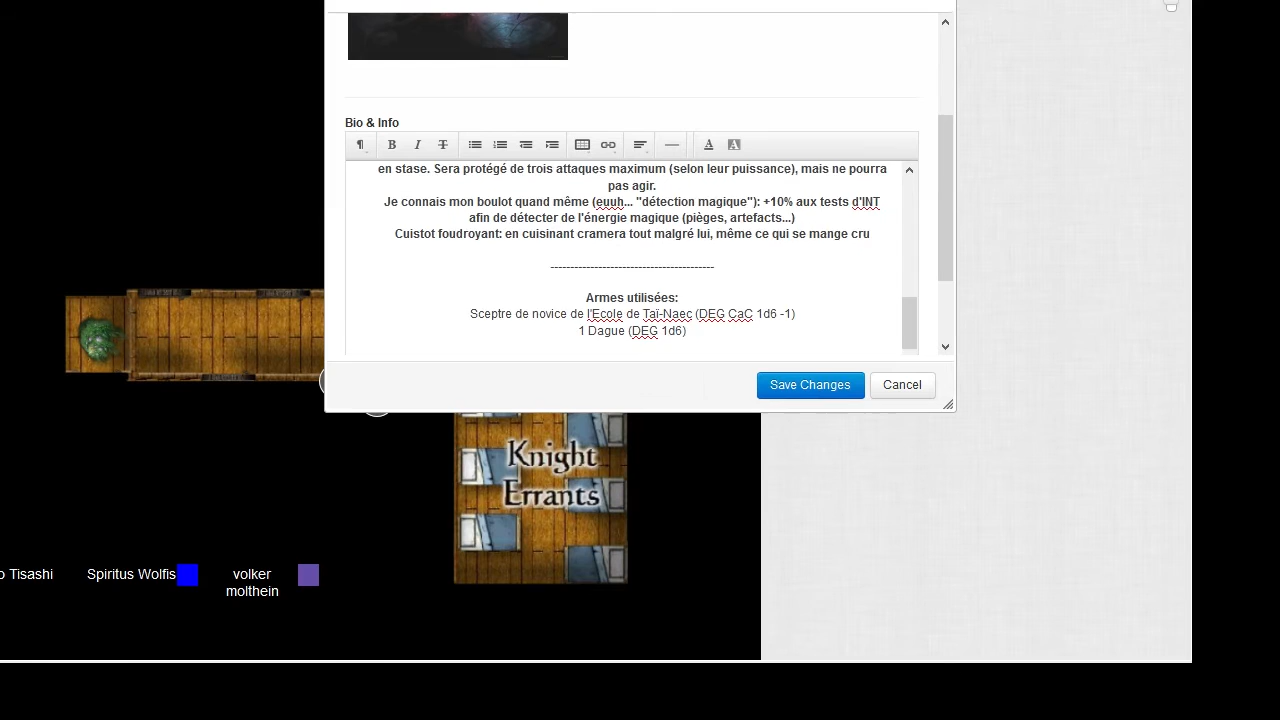 Bio & Info
en stase. Sera protégé de trois attaques maximum (selon leur puissance), mais ne pourra
pas agir.
Je connais mon boulot quand même (euuh... "détection magique"): +10% aux tests d'INT
afin de détecter de l'énergie magique (pièges, artefacts...)
Cuistot foudroyant: en cuisinant cramera tout malgré lui, même ce qui se mange cru
-----------------------------------------
Armes utilisées:
Sceptre de novice de l'Ecole de Taï-Naec (DEG CaC 1d6 -1)
1 Dague (DEG 1d6)
Save Changes
Cancel
Knight
Errants
o Tisashi
Spiritus Wolfis
volker
molthein